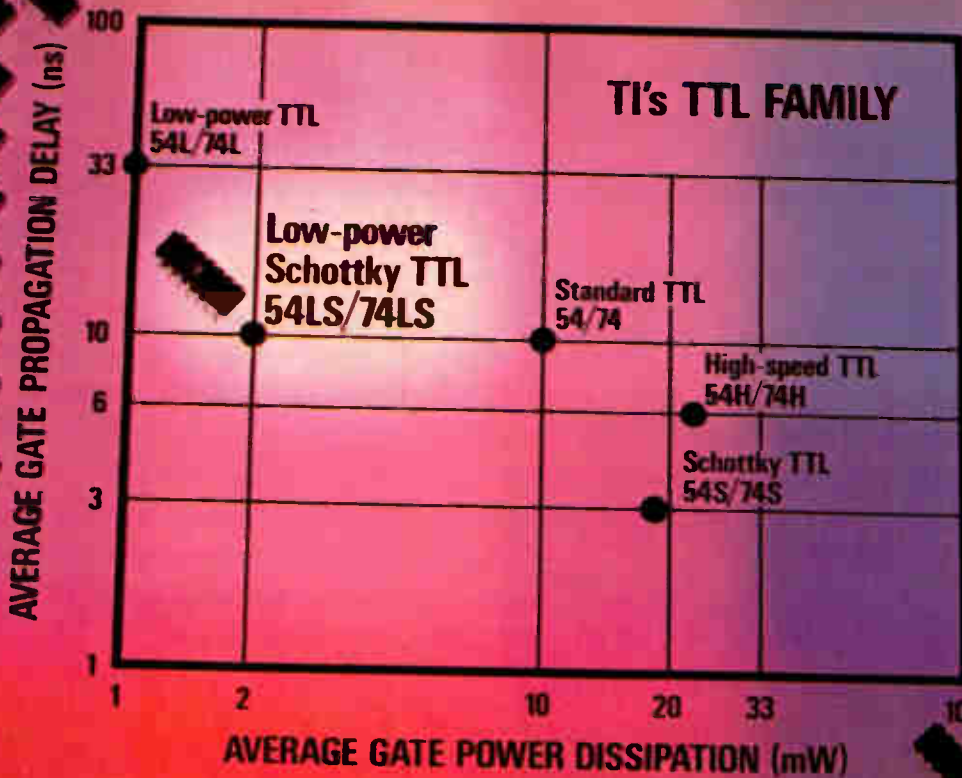 TI's TTL FAMILY
AVERAGE GATE PROPAGATION DELAY (ns)
100
33
10
6
3
1
Low-power TTL
54L/74L
Low-power
Schottky TTL
54LS/74LS
Standard TTL
54/74
High-speed TTL
54H/74H
Schottky TTL
54S/74S
1
2
10
20
33
AVERAGE GATE POWER DISSIPATION (mW)